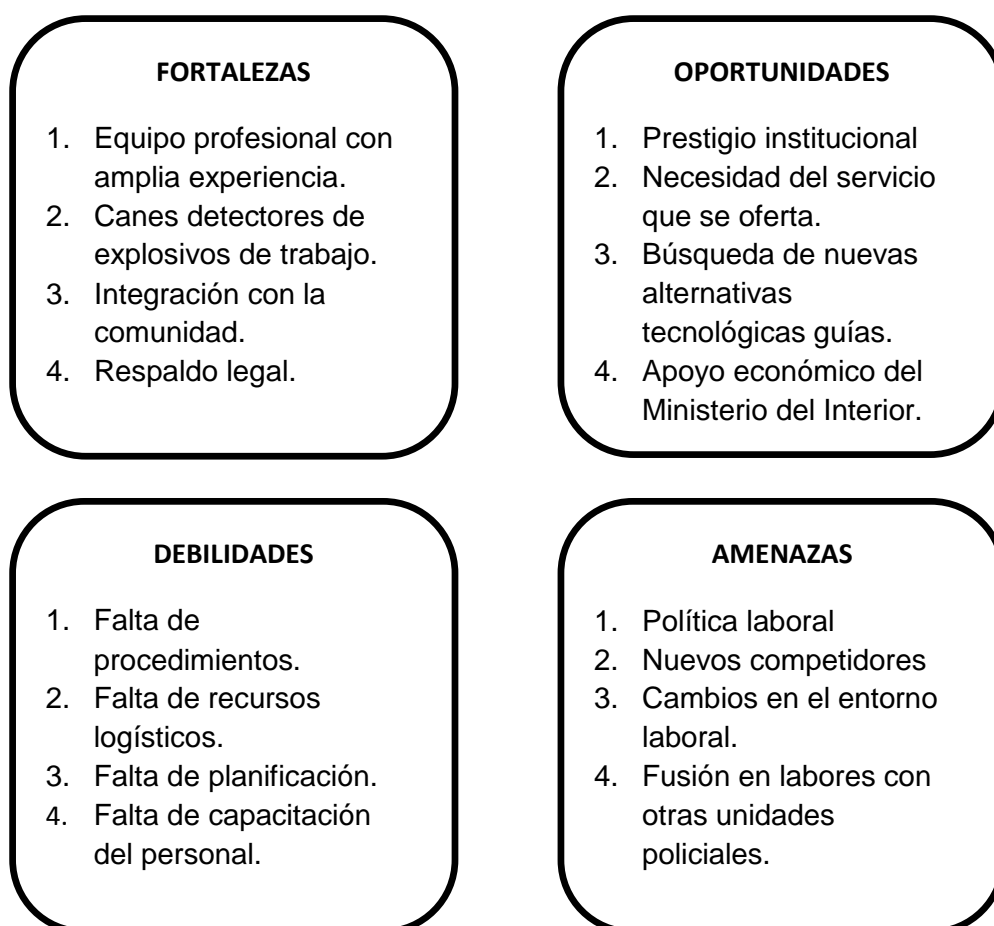 FORTALEZAS
1. Equipo profesional con
amplia experiencia.
2. Canes detectores de
explosivos de trabajo.
3. Integración con la
comunidad.
4. Respaldo legal.
OPORTUNIDADES
1. Prestigio institucional
2. Necesidad del servicio
que se oferta.
3. Búsqueda de nuevas
alternativas
tecnológicas guías.
4. Apoyo económico del
Ministerio del Interior.
DEBILIDADES
1. Falta de
procedimientos.
2. Falta de recursos
logísticos.
3. Falta de planificación.
4. Falta de capacitación
del personal.
AMENAZAS
1. Política laboral
2. Nuevos competidores
3. Cambios en el entorno
laboral.
4. Fusión en labores con
otras unidades
policiales.